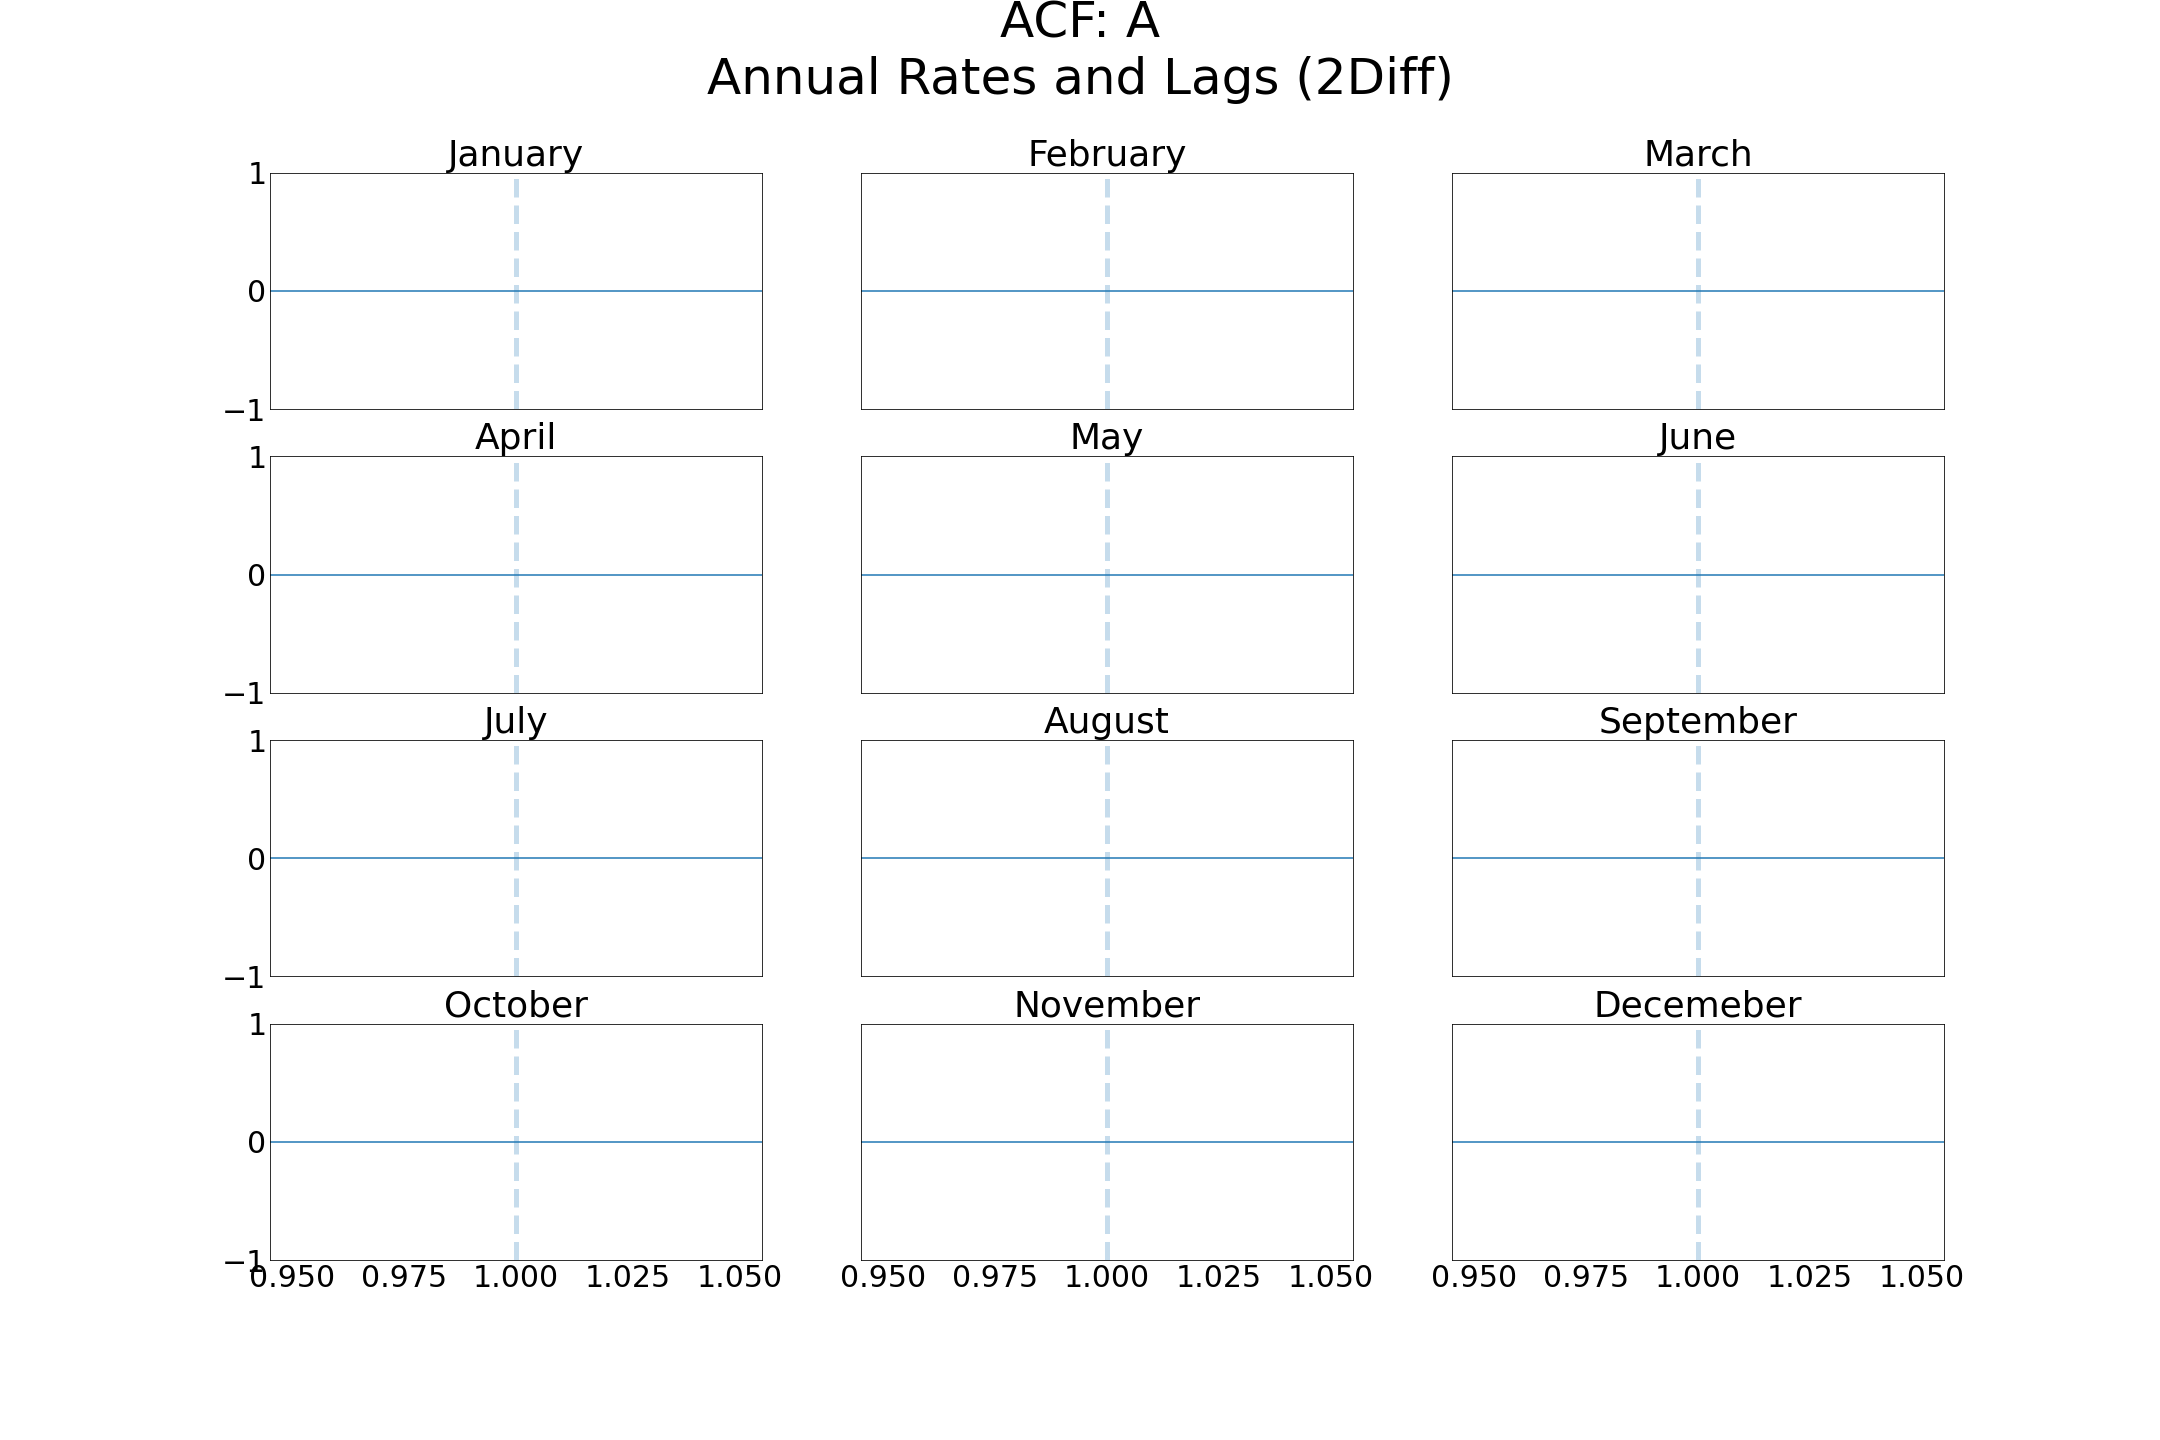 ACF: A
Annual Rates and Lags (2Diff)
January February March
1
0
−1
April May June
1
0
−1
July August September
1
0
−1
October November Decemeber
1
0
−1
0.950 0.975 1.000 1.025 1.050 0.950 0.975 1.000 1.025 1.050 0.950 0.975 1.000 1.025 1.050